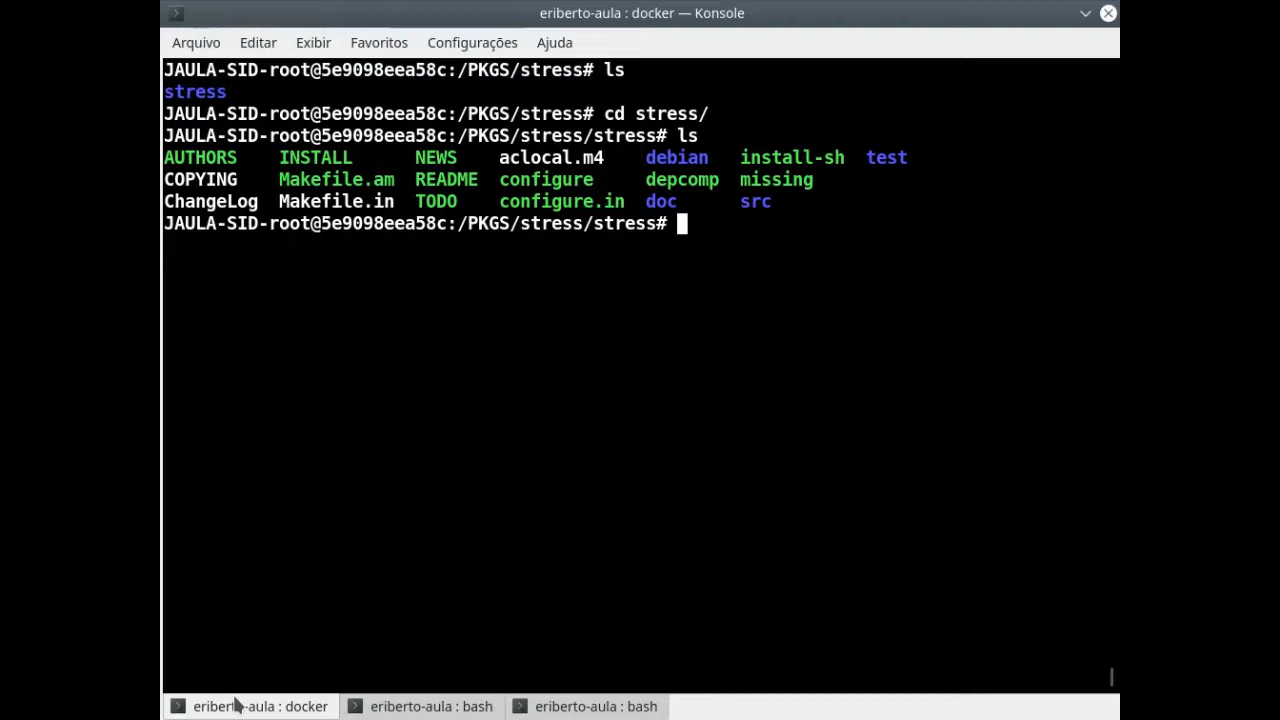 eriberto-aula : docker — Konsole
Arquivo Editar Exibir Favoritos Configurações Ajuda
JAULA-SID-root@5e9098eea58c:/PKGS/stress# ls
stress
JAULA-SID-root@5e9098eea58c:/PKGS/stress# cd stress/
JAULA-SID-root@5e9098eea58c:/PKGS/stress/stress# ls
AUTHORS INSTALL NEWS aclocal.m4 debian install-sh test
COPYING Makefile.am README configure depcomp missing
ChangeLog Makefile.in TODO configure.in doc src
JAULA-SID-root@5e9098eea58c:/PKGS/stress/stress#
eriberto-aula : docker eriberto-aula : bash eriberto-aula : bash